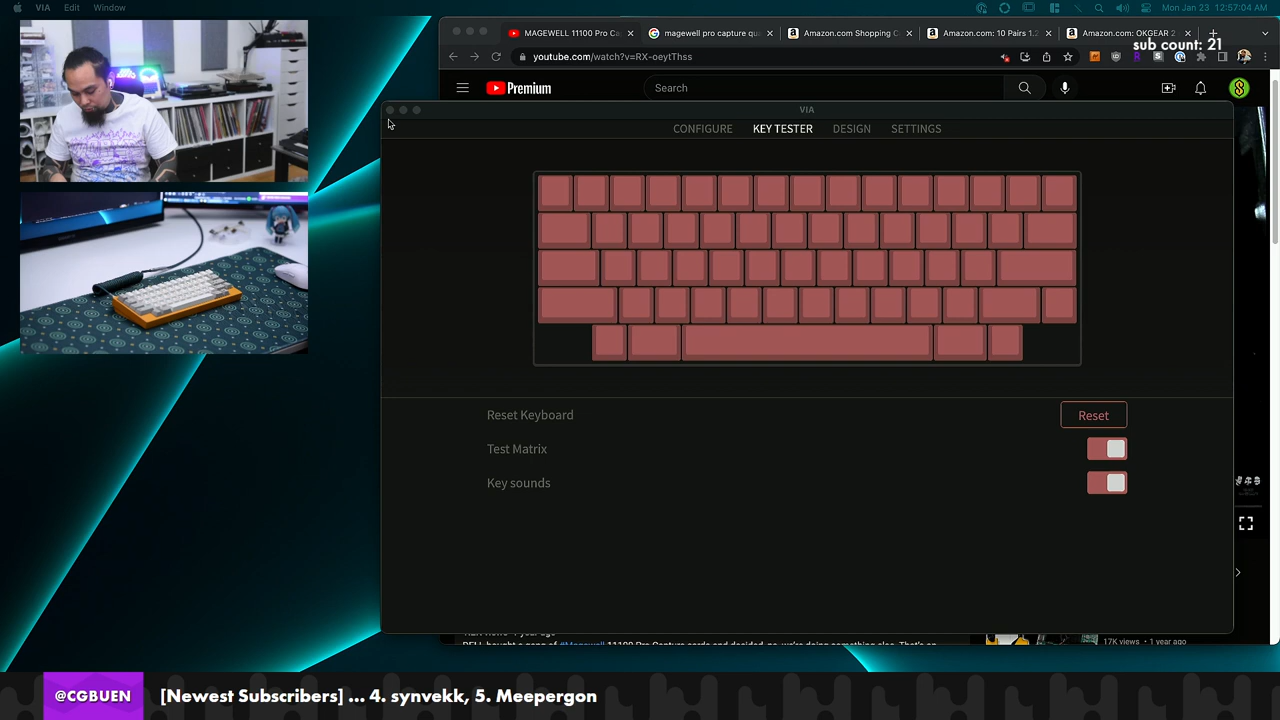 VIA Edit Window
Mon Jan 23 12:57:04 AM
MAGEWELL 11100 Pro Ca
magewell pro capture qu
Amazon.com Shopping C
Amazon.com: 10 Pairs 1.
Amazon.com: OKGEAR 2
sub count: 21
youtube.com/watch?v=RX-oeytThss
Premium
Search
VIA
CONFIGURE KEY TESTER DESIGN SETTINGS
Reset Keyboard Reset
Test Matrix
Key sounds
17K views • 1 year ago
@CGBUEN [Newest Subscribers] ... 4. synvekk, 5. Meepergon